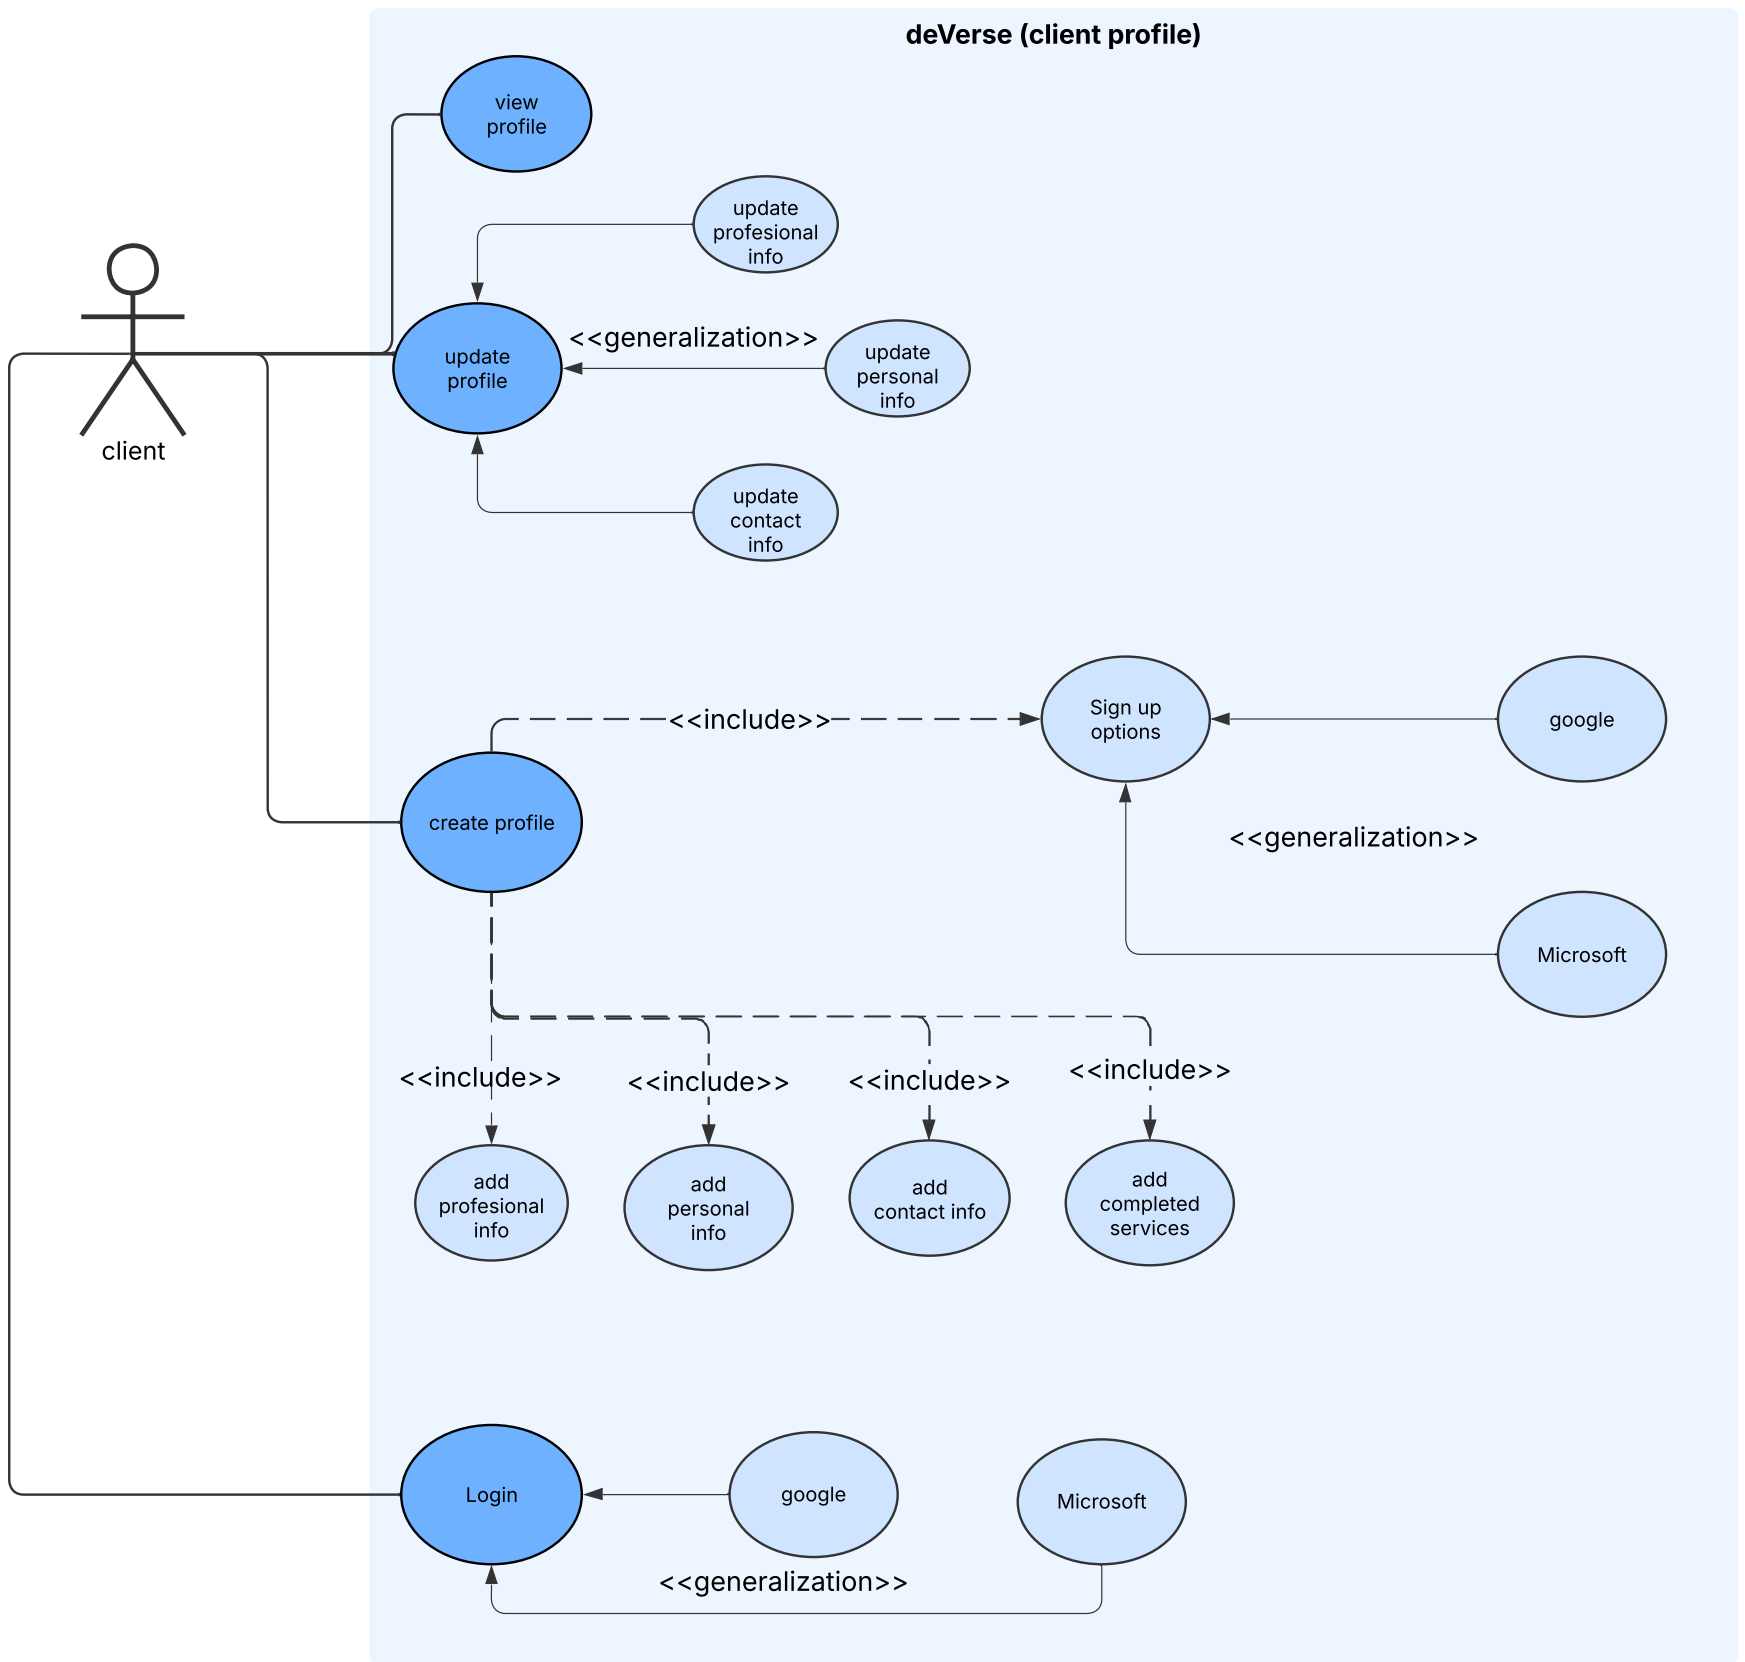 deVerse (client profile)
view
profile
update
profesional
info
<<generalization>>
update
profile
update
personal
info
client
update
contact
info
<<include>>
Sign up
options
google
create profile
<<generalization>>
Microsoft
<<include>>
<<include>>
<<include>>
<<include>>
add
profesional
info
add
personal
info
add
contact info
add
completed
services
Login
google
Microsoft
<<generalization>>